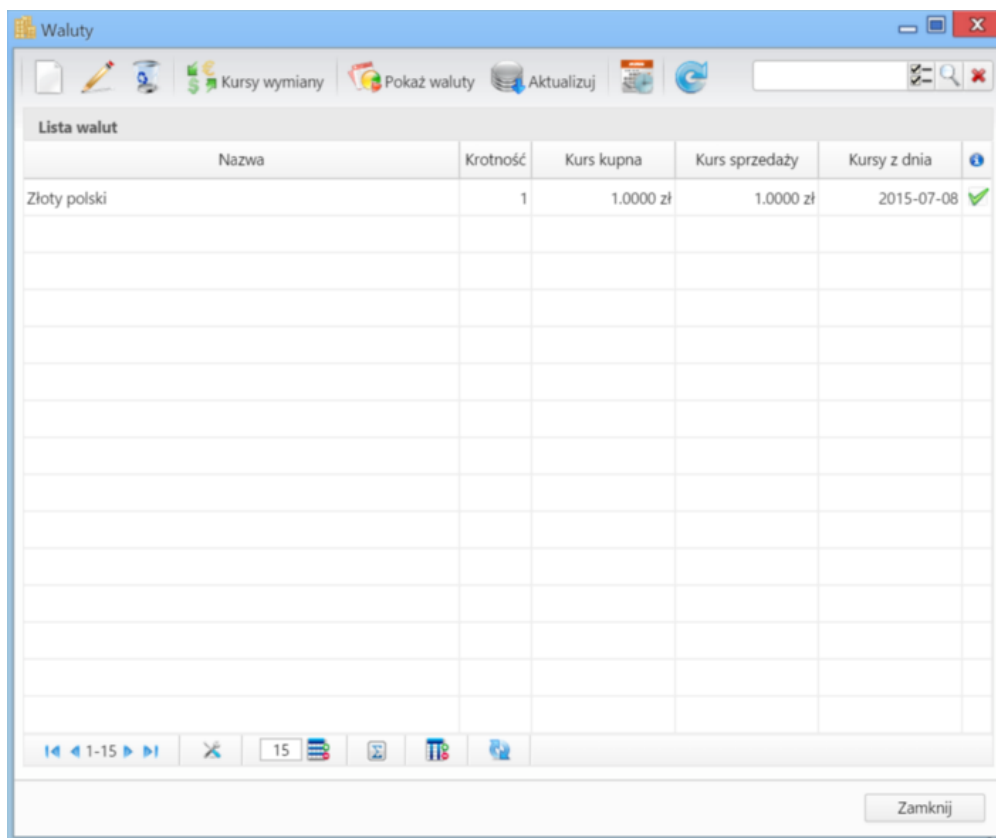 Waluty
Kursy wymiany Pokaż waluty Aktualizuj
Lista walut
Nazwa Krotność Kurs kupna Kurs sprzedaży Kursy z dnia
Złoty polski 1 1.0000 zł 1.0000 zł 2015-07-08
1-15 15
Zamknij